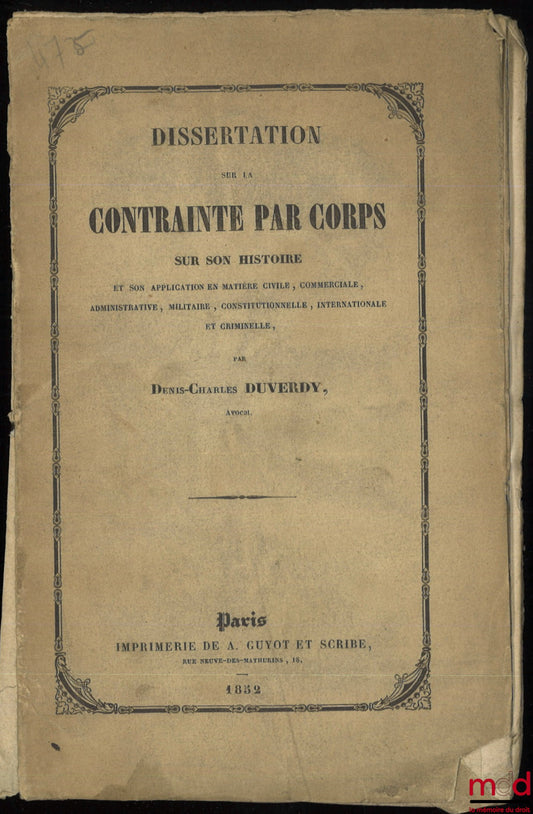 475
DISSERTATION
SUR LA
CONTRAINTE PAR CORPS
SUR SON HISTOIRE
ET SON APPLICATION EN MATIÈRE CIVILE, COMMERCIALE,
ADMINISTRATIVE, MILITAIRE, CONSTITUTIONNELLE, INTERNATIONALE
ET CRIMINELLE,
PAR
DENIS-CHARLES DUVERDY,
AVOCAT.
Paris
IMPRIMERIE DE A. GUYOT ET SCRIBE,
RUE NEUVE-DES-MATHURINS, 18.
1852
mdd
la mémoire du droit